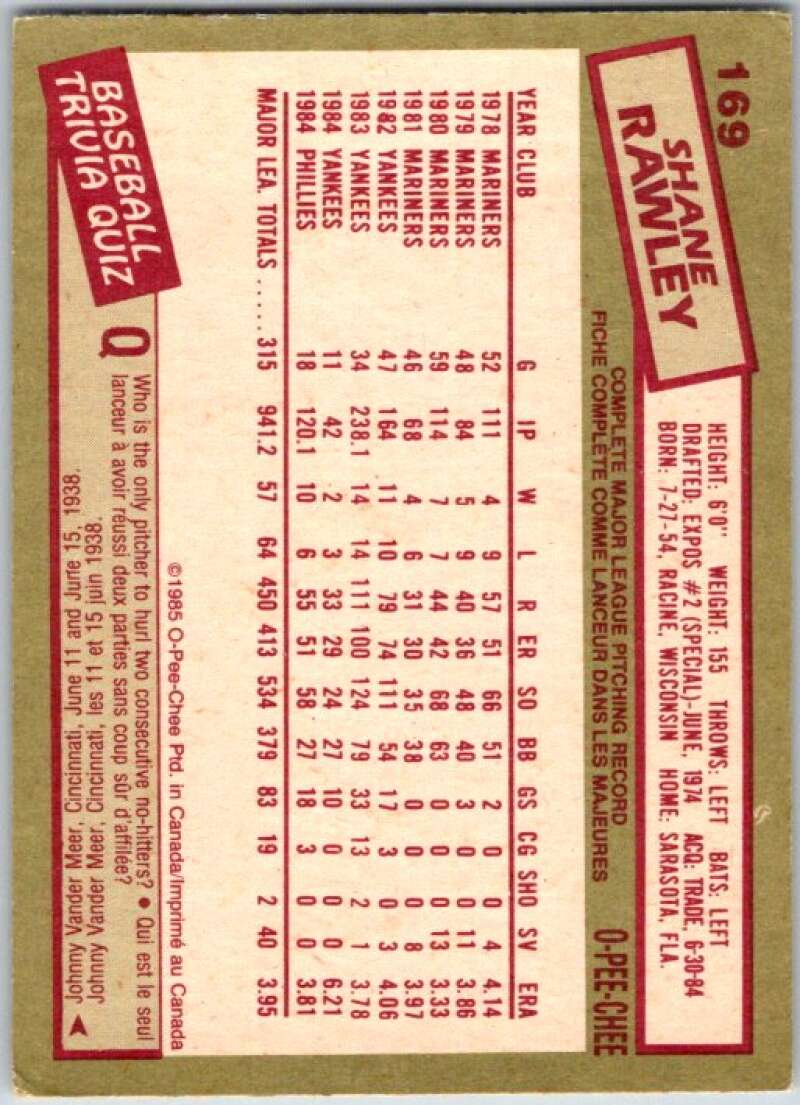 169
SHANE
RAWLEY
HEIGHT: 6'0" WEIGHT: 155 THROWS: LEFT BATS: LEFT
DRAFTED: EXPOS #2 (SPECIAL)-JUNE, 1974 ACQ: TRADE, 6-30-84
BORN: 7-27-54, RACINE, WISCONSIN HOME: SARASOTA, FLA.
COMPLETE MAJOR LEAGUE PITCHING RECORD
FICHE COMPLÈTE COMME LANCEUR DANS LES MAJEURES
O-PEE-CHEE
YEAR CLUB G IP W L R ER SO BB GS CG SHO SV ERA
1978 MARINERS 52 111 4 9 57 51 66 51 2 0 0 4 4.14
1979 MARINERS 48 84 5 9 40 36 48 40 3 0 0 11 3.86
1980 MARINERS 59 114 7 7 44 42 68 63 0 0 0 13 3.33
1981 MARINERS 46 68 4 6 31 30 35 38 0 0 0 8 3.97
1982 YANKEES 47 164 11 10 79 74 111 54 17 3 0 3 4.06
1983 YANKEES 34 238.1 14 14 111 100 124 79 33 13 2 1 3.78
1984 YANKEES 11 42 2 3 33 29 24 27 10 0 0 0 6.21
1984 PHILLIES 18 120.1 10 6 55 51 58 27 18 3 0 0 3.81
MAJOR LEA. TOTALS ..... 315 941.2 57 64 450 413 534 379 83 19 2 40 3.95
© 1985 O-Pee-Chee Ptd. in Canada/Imprimé au Canada
BASEBALL
TRIVIA QUIZ
Q Who is the only pitcher to hurl two consecutive no-hitters? • Qui est le seul
lanceur à avoir réussi deux parties sans coup sûr d'affilée?
Johnny Vander Meer, Cincinnati, les 11 et 15 juin 1938.
Johnny Vander Meer, Cincinnati, June 11 and June 15, 1938.